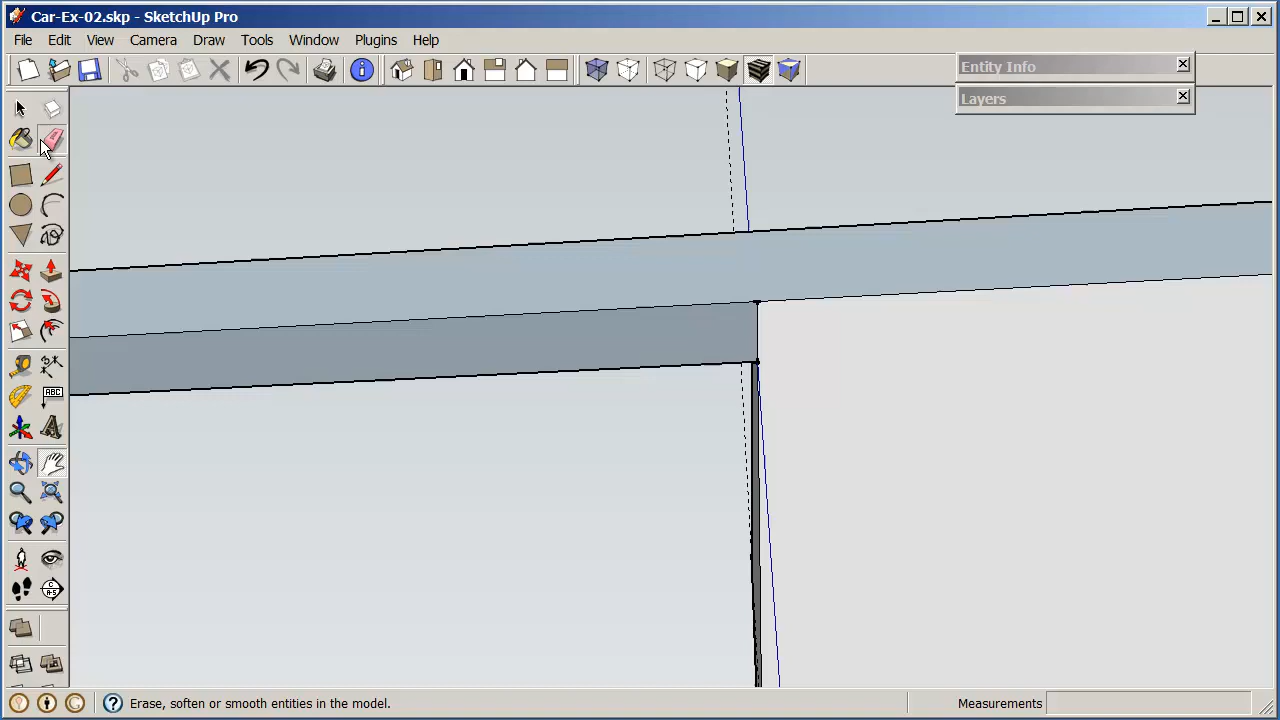 Car-Ex-02.skp - SketchUp Pro
File Edit View Camera Draw Tools Window Plugins Help
Entity Info
Layers
ABC
Erase, soften or smooth entities in the model.
Measurements